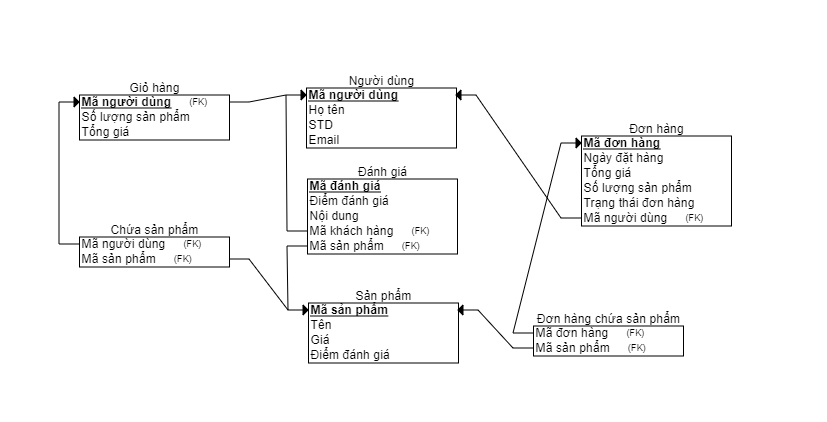 Giỏ hàng
Mã người dùng (FK)
Số lượng sản phẩm
Tổng giá
Người dùng
Mã người dùng
Họ tên
STD
Email
Đơn hàng
Mã đơn hàng
Ngày đặt hàng
Tổng giá
Số lượng sản phẩm
Trạng thái đơn hàng
Mã người dùng (FK)
Đánh giá
Mã đánh giá
Điểm đánh giá
Nội dung
Mã khách hàng (FK)
Mã sản phẩm (FK)
Chứa sản phẩm
Mã người dùng (FK)
Mã sản phẩm (FK)
Sản phẩm
Mã sản phẩm
Tên
Giá
Điểm đánh giá
Đơn hàng chứa sản phẩm
Mã đơn hàng (FK)
Mã sản phẩm (FK)